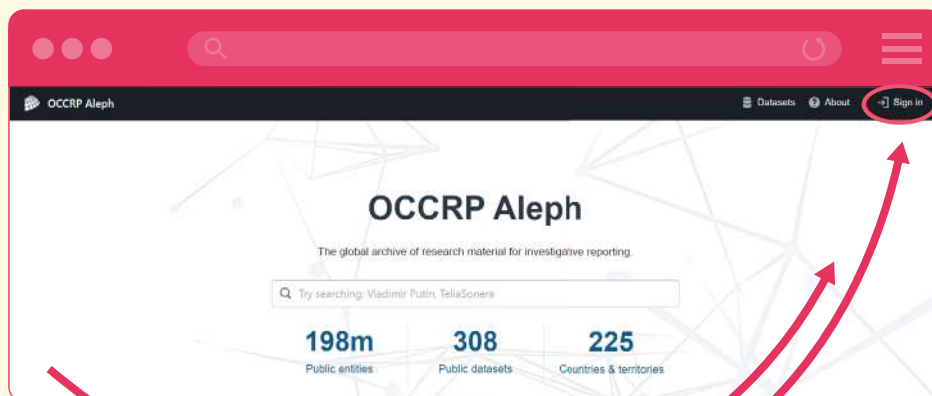 OCCRP Aleph
Datasets About Sign in
OCCRP Aleph
The global archive of research material for investigative reporting.
Try searching: Vladimir Putin, TeliaSonera
198m 308 225
Public entities Public datasets Countries & territories